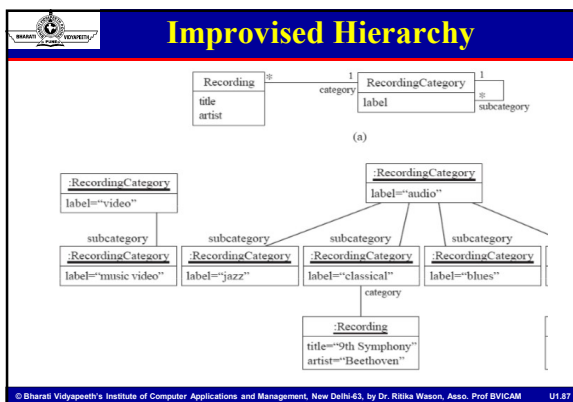 BHARATI
VIDYAPEETH
PUNE
Improvised Hierarchy
Recording
title
artist
*
1
category
RecordingCategory
label
1
*
subcategory
(a)
:RecordingCategory
label="video"
:RecordingCategory
label="audio"
subcategory
subcategory
subcategory
subcategory
:RecordingCategory
label="music video"
:RecordingCategory
label="jazz"
:RecordingCategory
label="classical"
:RecordingCategory
label="blues"
category
:Recording
title="9th Symphony"
artist="Beethoven"
© Bharati Vidyapeeth's Institute of Computer Applications and Management, New Delhi-63, by Dr. Ritika Wason, Asso. Prof BVICAM U1.87